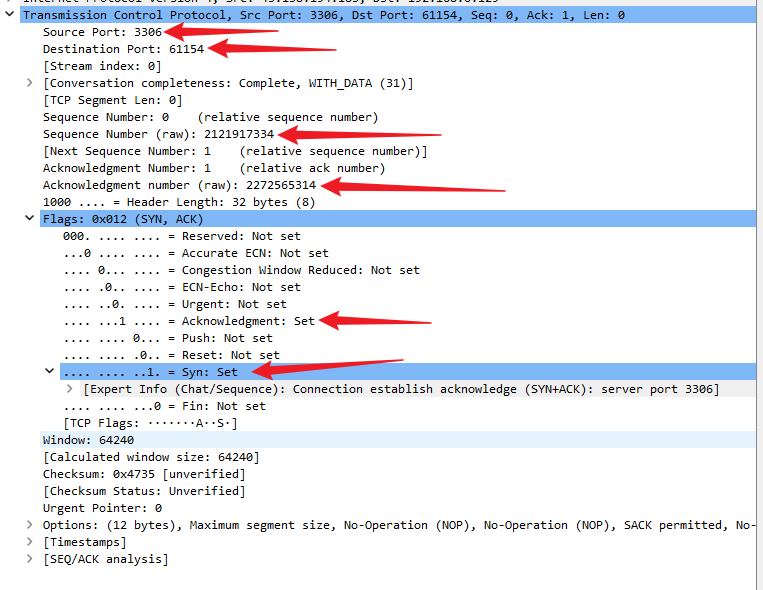 Transmission Control Protocol, Src Port: 3306, Dst Port: 61154, Seq: 0, Ack: 1, Len: 0
Source Port: 3306
Destination Port: 61154
[Stream index: 0]
[Conversation completeness: Complete, WITH_DATA (31)]
[TCP Segment Len: 0]
Sequence Number: 0    (relative sequence number)
Sequence Number (raw): 2121917334
[Next Sequence Number: 1    (relative sequence number)]
Acknowledgment Number: 1    (relative ack number)
Acknowledgment number (raw): 2272565314
1000 .... = Header Length: 32 bytes (8)
Flags: 0x012 (SYN, ACK)
000. .... .... = Reserved: Not set
...0 .... .... = Accurate ECN: Not set
.... 0... .... = Congestion Window Reduced: Not set
.... .0.. .... = ECN-Echo: Not set
.... ..0. .... = Urgent: Not set
.... ...1 .... = Acknowledgment: Set
.... .... 0... = Push: Not set
.... .... .0.. = Reset: Not set
.... .... ..1. = Syn: Set
[Expert Info (Chat/Sequence): Connection establish acknowledge (SYN+ACK): server port 3306]
.... .... ...0 = Fin: Not set
[TCP Flags: ·······A··S·]
Window: 64240
[Calculated window size: 64240]
Checksum: 0x4735 [unverified]
[Checksum Status: Unverified]
Urgent Pointer: 0
Options: (12 bytes), Maximum segment size, No-Operation (NOP), No-Operation (NOP), SACK permitted, No-
[Timestamps]
[SEQ/ACK analysis]